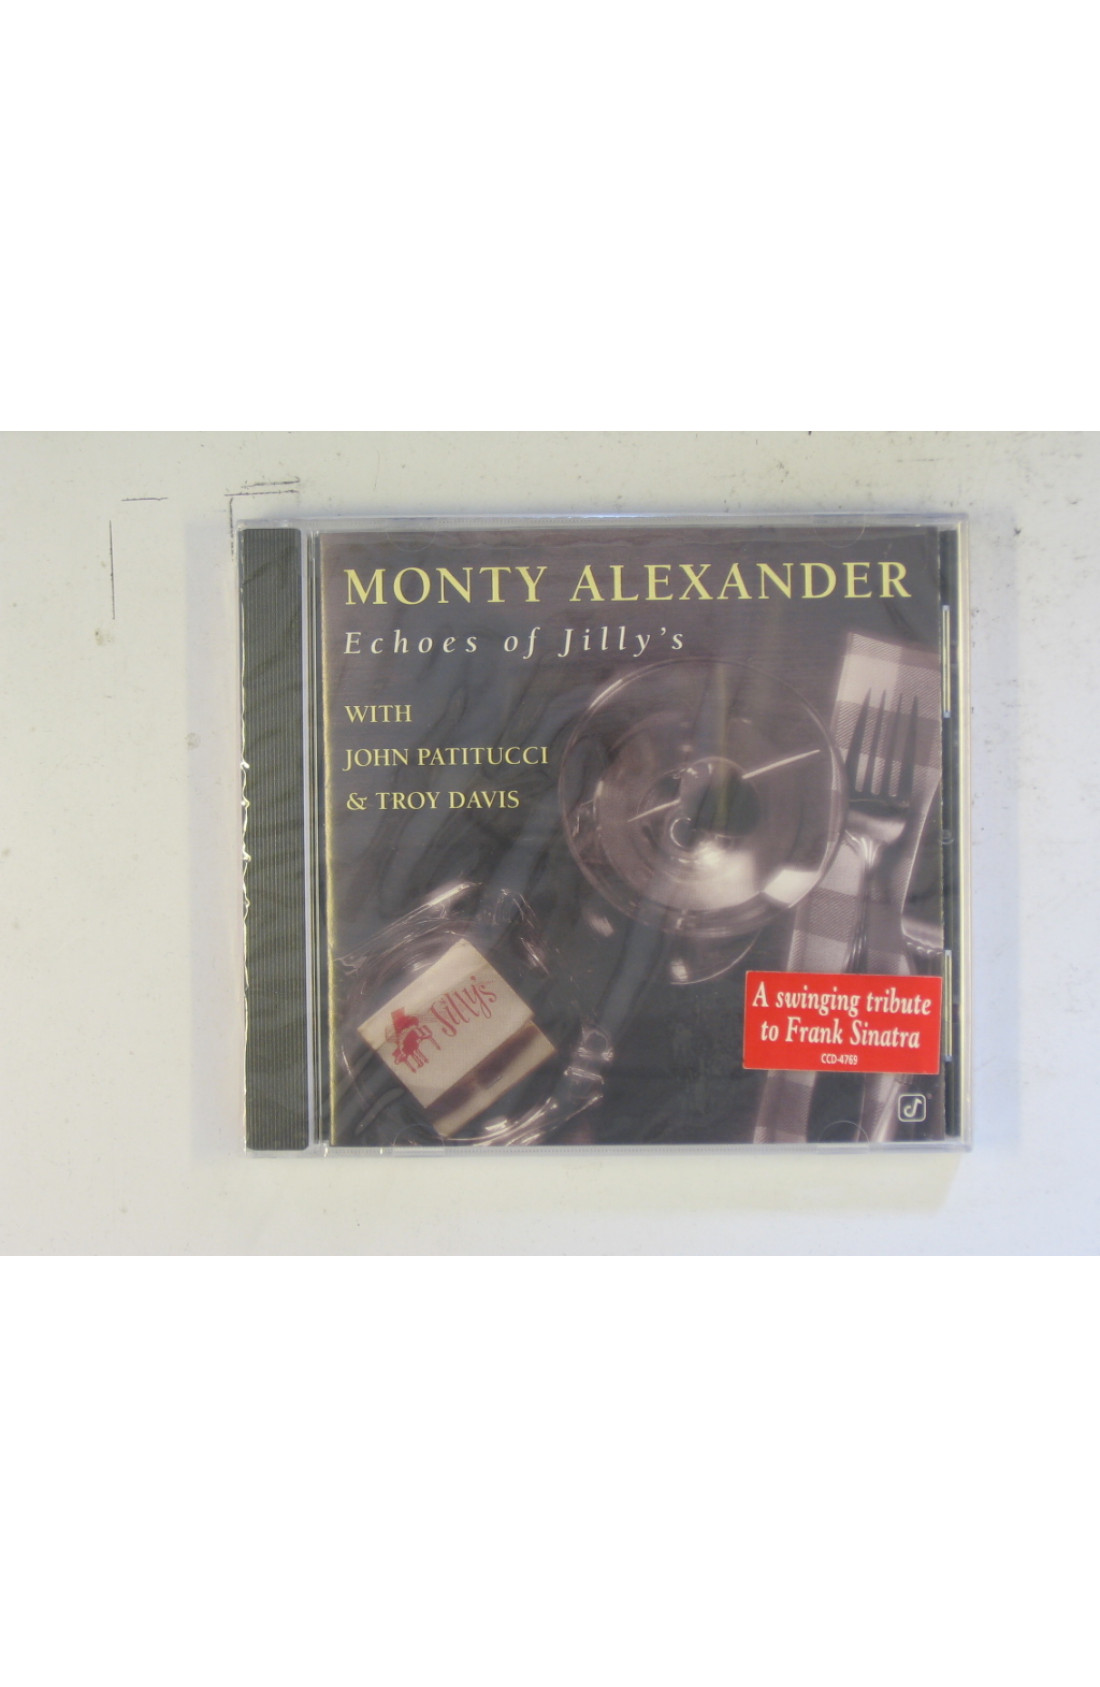 MONTY ALEXANDER
Echoes of Jilly's
WITH
JOHN PATITUCCI
& TROY DAVIS
Jilly's
A swinging tribute
to Frank Sinatra
CCD-4769